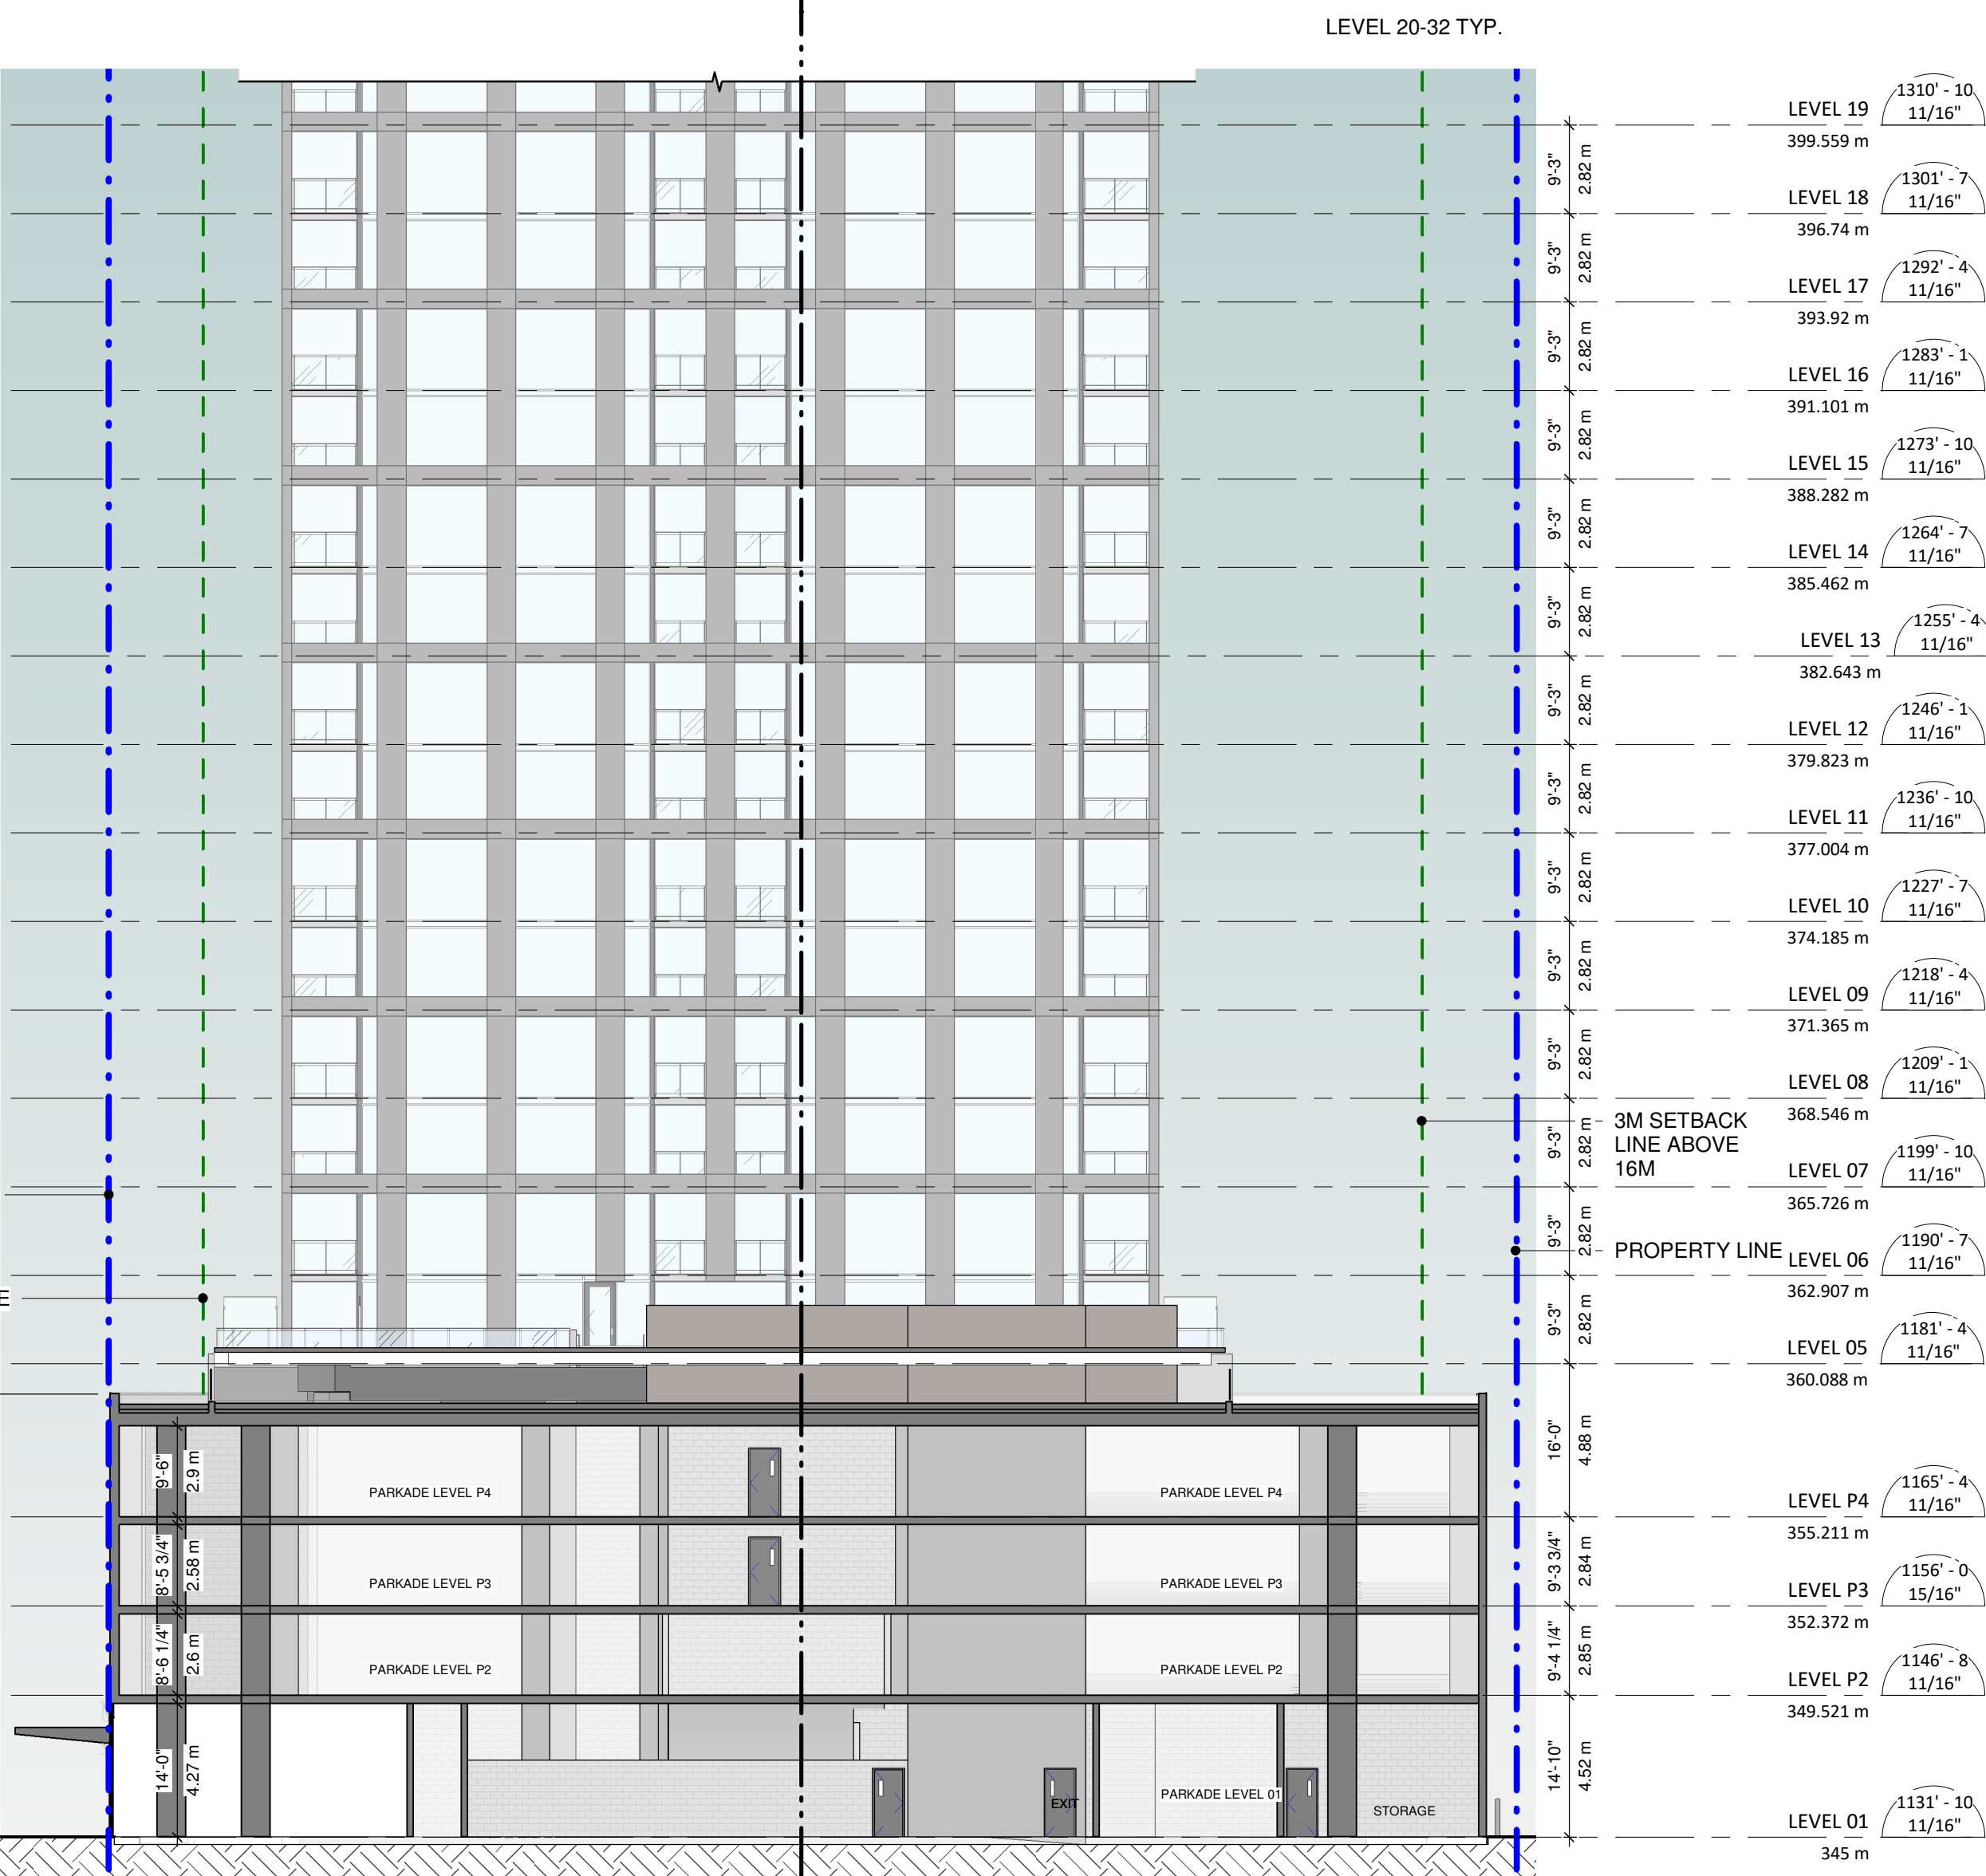 LEVEL 20-32 TYP.
LEVEL 19
1310' - 10
11/16"
399.559 m
9'-3"
2.82 m
LEVEL 18
1301' - 7
11/16"
396.74 m
9'-3"
2.82 m
LEVEL 17
1292' - 4
11/16"
393.92 m
9'-3"
2.82 m
LEVEL 16
1283' - 1
11/16"
391.101 m
9'-3"
2.82 m
LEVEL 15
1273' - 10
11/16"
388.282 m
9'-3"
2.82 m
LEVEL 14
1264' - 7
11/16"
385.462 m
9'-3"
2.82 m
LEVEL 13
1255' - 4
11/16"
382.643 m
9'-3"
2.82 m
LEVEL 12
1246' - 1
11/16"
379.823 m
9'-3"
2.82 m
LEVEL 11
1236' - 10
11/16"
377.004 m
9'-3"
2.82 m
LEVEL 10
1227' - 7
11/16"
374.185 m
9'-3"
2.82 m
LEVEL 09
1218' - 4
11/16"
371.365 m
9'-3"
2.82 m
LEVEL 08
1209' - 1
11/16"
368.546 m
9'-3"
2.82 m
3M SETBACK
LINE ABOVE
16M
LEVEL 07
1199' - 10
11/16"
365.726 m
9'-3"
2.82 m
PROPERTY LINE
LEVEL 06
1190' - 7
11/16"
362.907 m
9'-3"
2.82 m
E
LEVEL 05
1181' - 4
11/16"
360.088 m
16'-0"
4.88 m
9'-6"
2.9 m
PARKADE LEVEL P4
PARKADE LEVEL P4
LEVEL P4
1165' - 4
11/16"
355.211 m
9'-3 3/4"
2.84 m
8'-5 3/4"
2.58 m
PARKADE LEVEL P3
PARKADE LEVEL P3
LEVEL P3
1156' - 0
15/16"
352.372 m
9'-4 1/4"
2.85 m
8'-6 1/4"
2.6 m
PARKADE LEVEL P2
PARKADE LEVEL P2
LEVEL P2
1146' - 8
11/16"
349.521 m
14'-10"
4.52 m
14'-0"
4.27 m
PARKADE LEVEL 01
EXIT
STORAGE
LEVEL 01
1131' - 10
11/16"
345 m